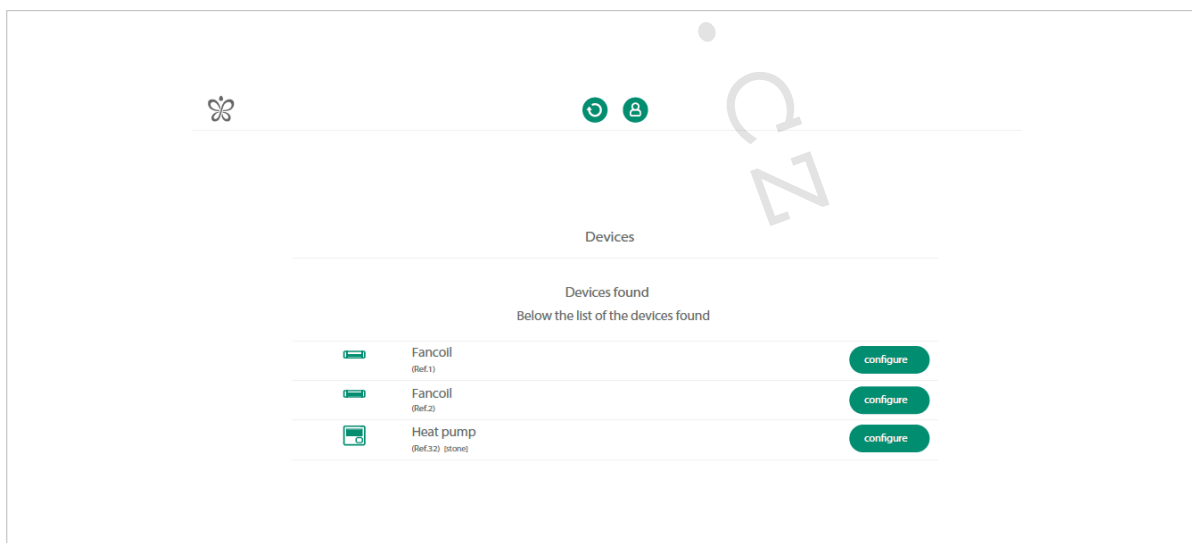 .cz
Devices
Devices found
Below the list of the devices found
Fancoil
configure
(Ref.1)
Fancoil
configure
(Ref.2)
Heat pump
configure
(Ref.32) [stone]